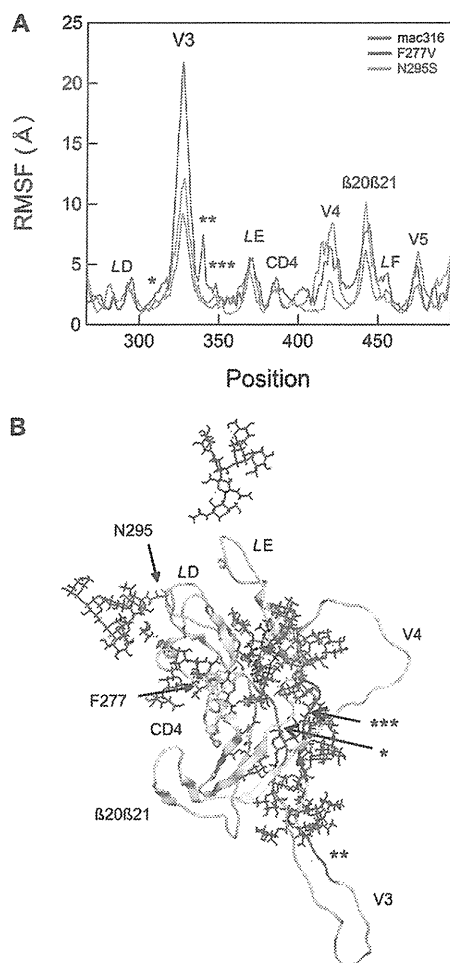 A
25
20
15
10
5
0
RMSF (Å)
V3
mac316
F277V
N295S
**
ß20ß21
V4
LE
V5
***
LD
CD4
LF
*
300
350
400
450
Position
B
N295
LE
LD
V4
F277
***
CD4
*
ß20ß21
**
V3